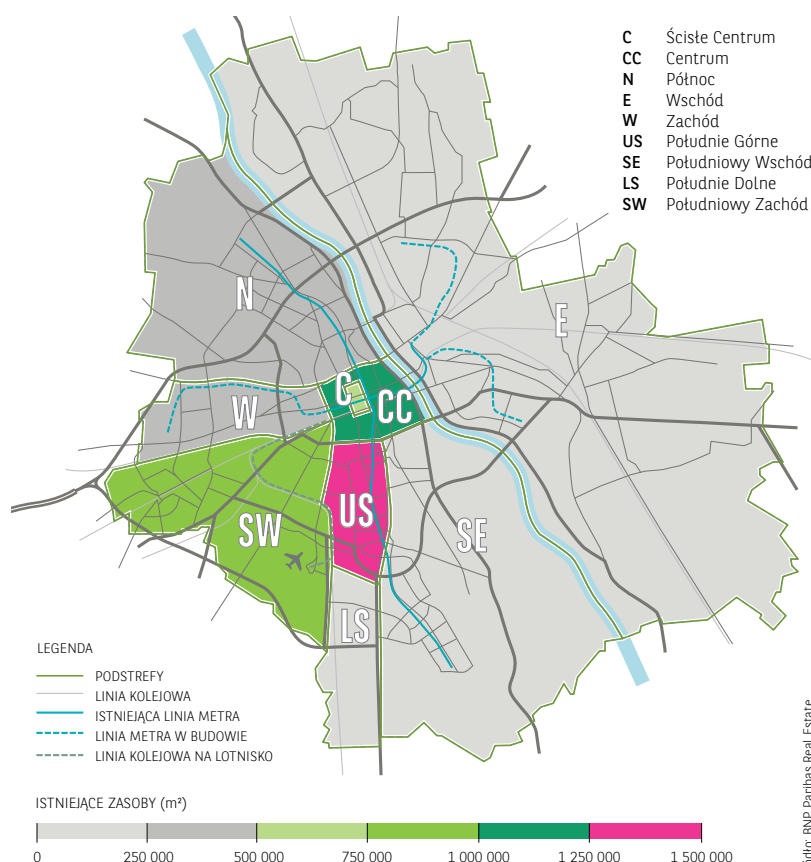 C Ścisłe Centrum
CC Centrum
N Północ
E Wschód
W Zachód
US Południe Górne
SE Południowy Wschód
LS Południe Dolne
SW Południowy Zachód
N
E
C
CC
W
US
SW
SE
LS
LEGENDA
PODSTREFY
LINIA KOLEJOWA
ISTNIEJĄCA LINIA METRA
LINIA METRA W BUDOWIE
LINIA KOLEJOWA NA LOTNISKO
BNP Paribas Real Estate
ISTNIEJĄCE ZASOBY (m²)
0 250 000 500 000 750 000 1 000 000 1 250 000 1 500 000